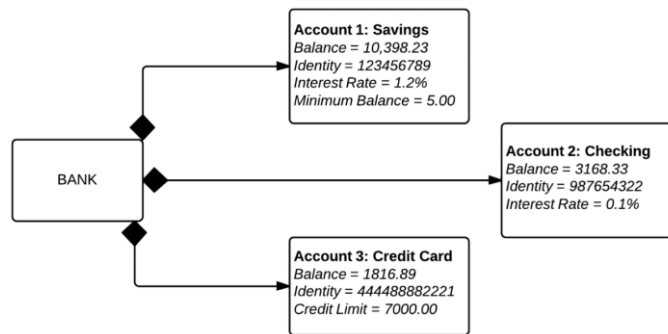 Account 1: Savings
Balance = 10,398.23
Identity = 123456789
Interest Rate = 1.2%
Minimum Balance = 5.00
BANK
Account 2: Checking
Balance = 3168.33
Identity = 987654322
Interest Rate = 0.1%
Account 3: Credit Card
Balance = 1816.89
Identity = 444488882221
Credit Limit = 7000.00